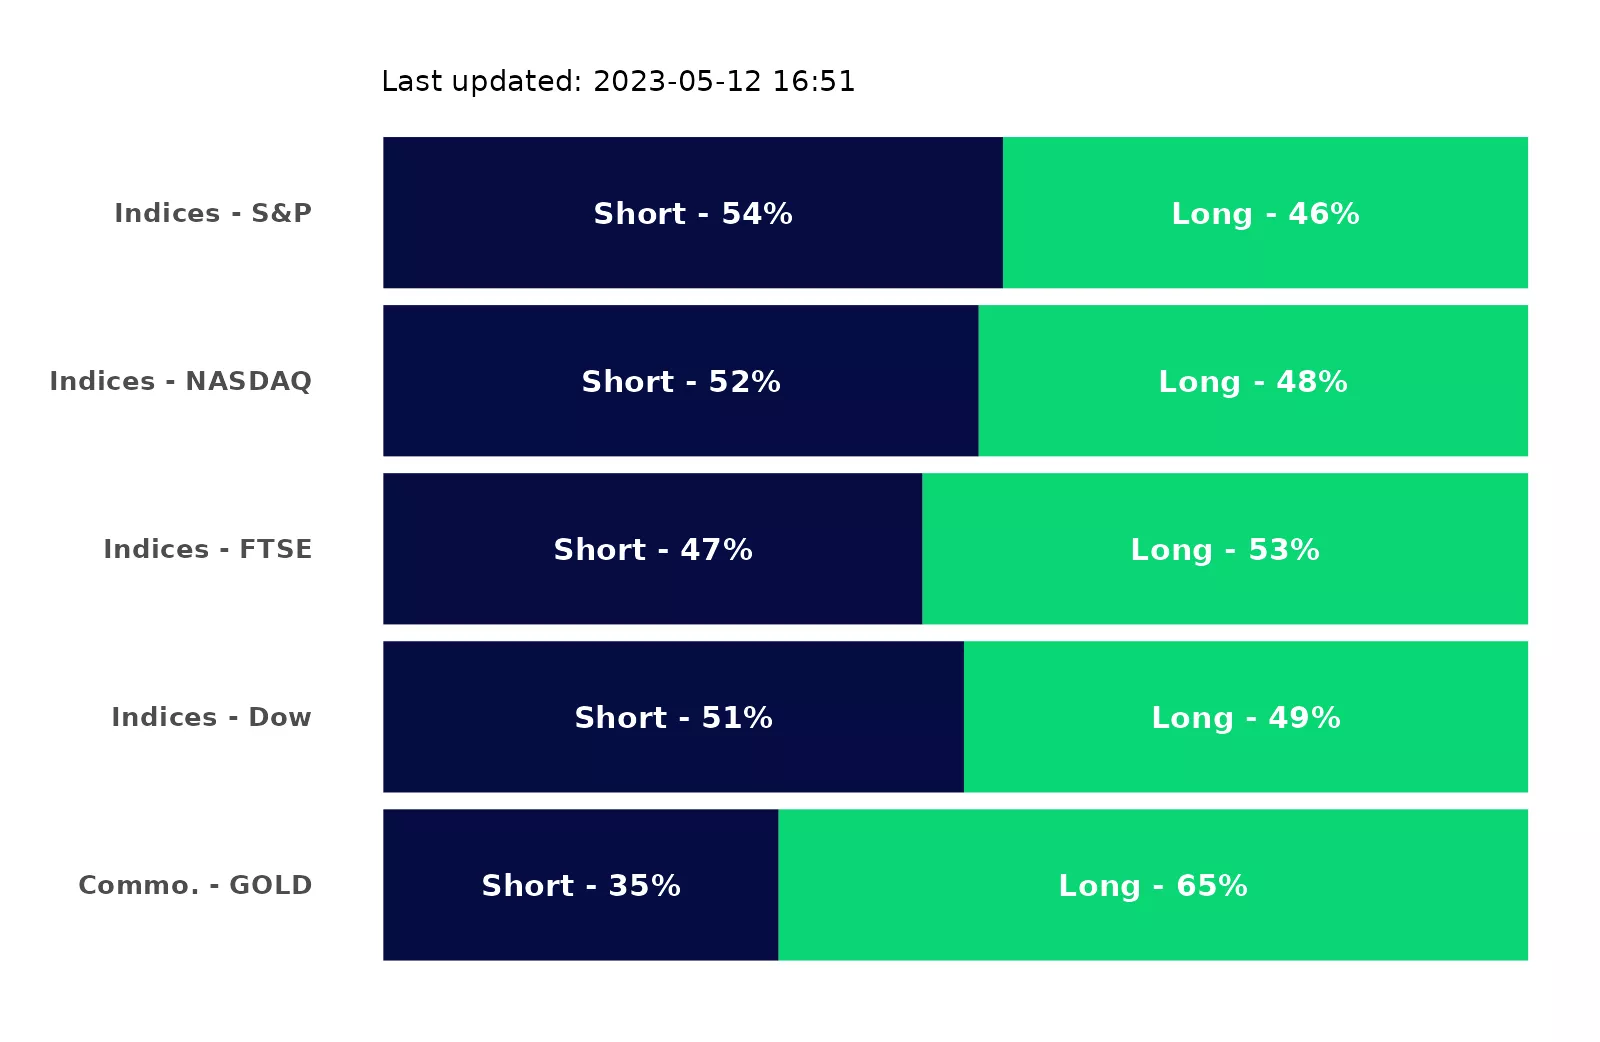 Last updated: 2023-05-12 16:51
Indices - S&P Short - 54% Long - 46%
Indices - NASDAQ Short - 52% Long - 48%
Indices - FTSE Short - 47% Long - 53%
Indices - Dow Short - 51% Long - 49%
Commo. - GOLD Short - 35% Long - 65%